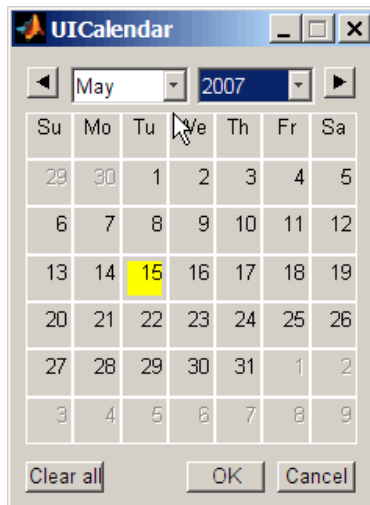 UICalendar
May 2007
Su Mo Tu We Th Fr Sa
29 30 1 2 3 4 5
6 7 8 9 10 11 12
13 14 15 16 17 18 19
20 21 22 23 24 25 26
27 28 29 30 31 1 2
3 4 5 6 7 8 9
Clear all OK Cancel